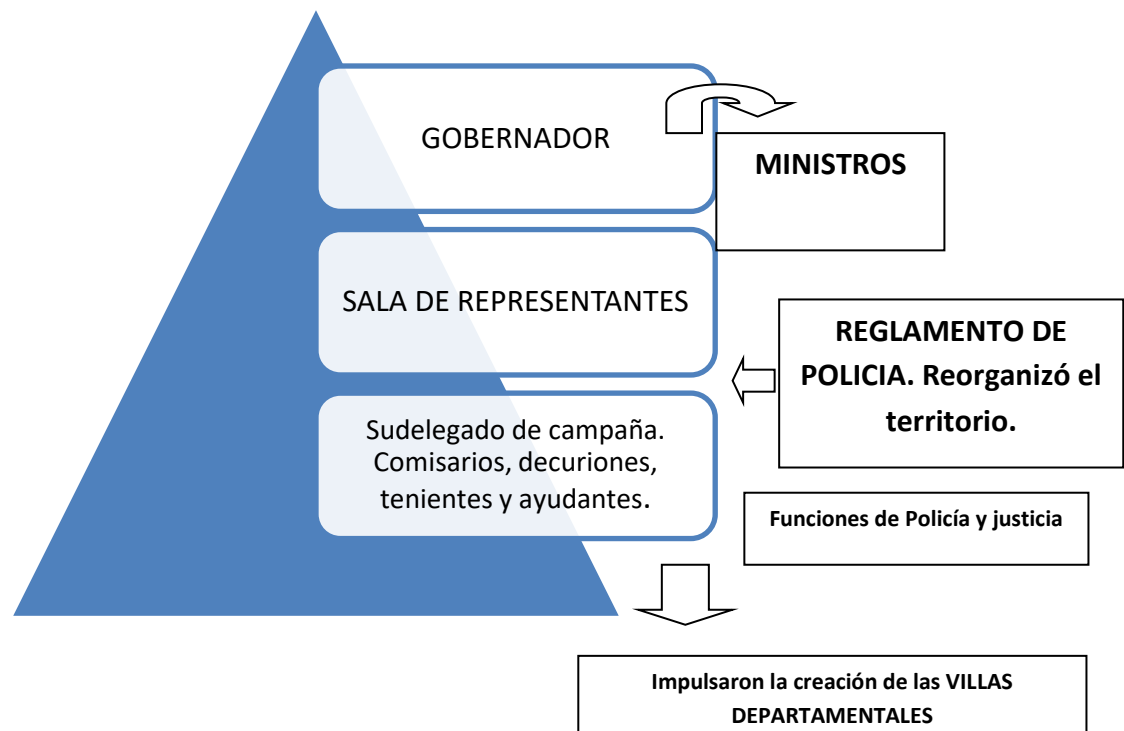 GOBERNADOR
MINISTROS
SALA DE REPRESENTANTES
REGLAMENTO DE
POLICIA. Reorganizó el
territorio.
Sudelegado de campaña.
Comisarios, decuriones,
tenientes y ayudantes.
Funciones de Policía y justicia
Impulsaron la creación de las VILLAS
DEPARTAMENTALES